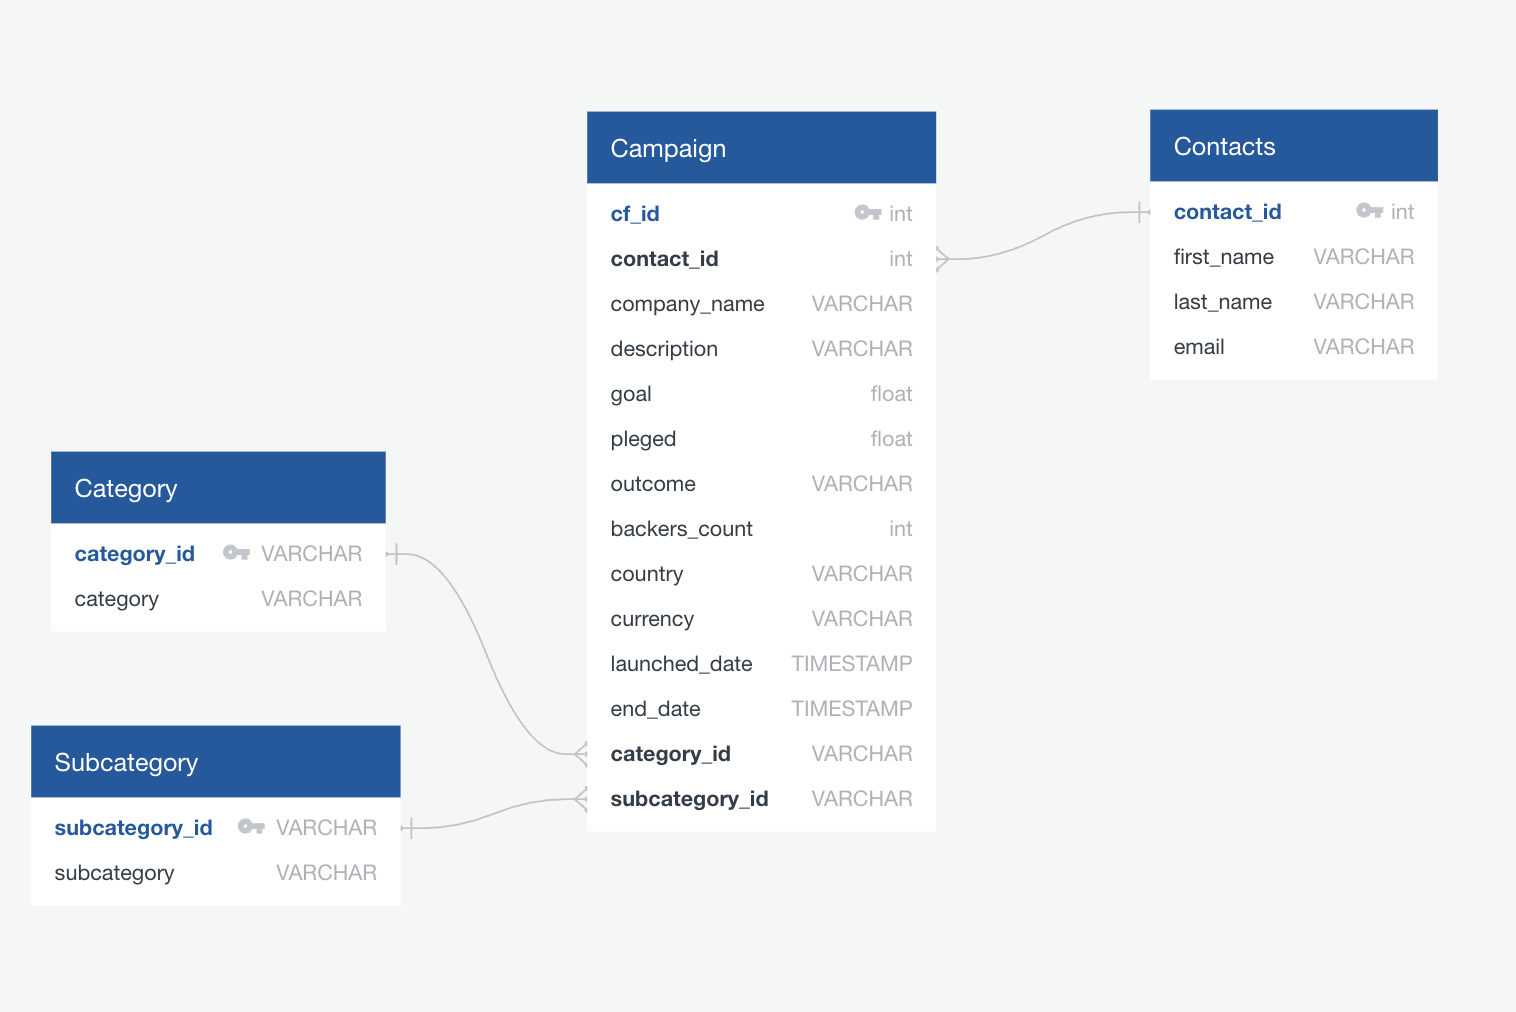 Campaign
cf_id int
contact_id int
company_name VARCHAR
description VARCHAR
goal float
pleged float
outcome VARCHAR
backers_count int
country VARCHAR
currency VARCHAR
launched_date TIMESTAMP
end_date TIMESTAMP
category_id VARCHAR
subcategory_id VARCHAR
Contacts
contact_id int
first_name VARCHAR
last_name VARCHAR
email VARCHAR
Category
category_id VARCHAR
category VARCHAR
Subcategory
subcategory_id VARCHAR
subcategory VARCHAR